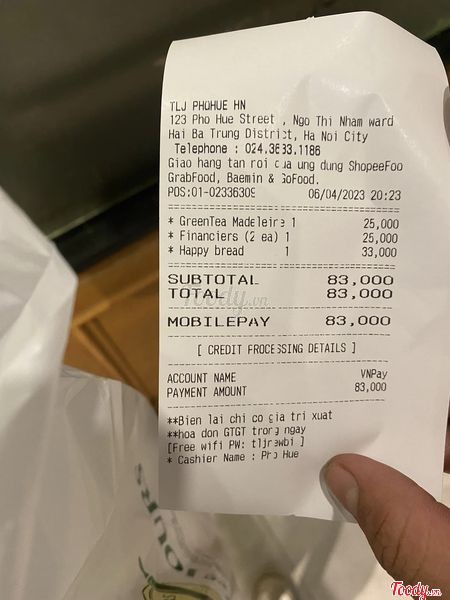 TLJ PHOHUE HN
123 Pho Hue Street , Ngo Thi Nham ward
Hai Ba Trung District, Ha Noi City
Telephone : 024.3633.1186
Giao hang tan noi qua ung dung ShopeeFoo
GrabFood, Baemin & GoFood.
POS:01-02336309 06/04/2023 20:23
* GreenTea Madeleine 1 25,000
* Financiers (2 ea) 1 25,000
* Happy bread 1 33,000
SUBTOTAL 83,000
TOTAL 83,000
Foody.vn
MOBILEPAY 83,000
[ CREDIT PROCESSING DETAILS ]
ACCOUNT NAME VNPay
PAYMENT AMOUNT 83,000
**Bien lai chi co gia tri xuat
**hoa don GTGT trong ngay
[Free wifi PW: tljrewbi ]
* Cashier Name : Pho Hue
OURS
Foody.vn